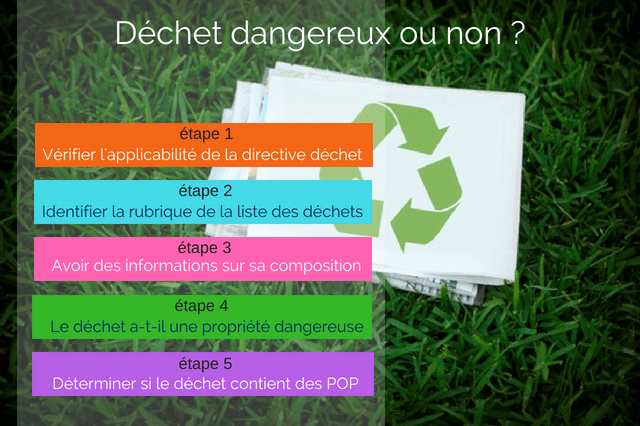 Déchet dangereux ou non ?
étape 1
Vérifier l'applicabilité de la directive déchet
étape 2
Identifier la rubrique de la liste des déchets
étape 3
Avoir des informations sur sa composition
étape 4
Le déchet a-t-il une propriété dangereuse
étape 5
Déterminer si le déchet contient des POP